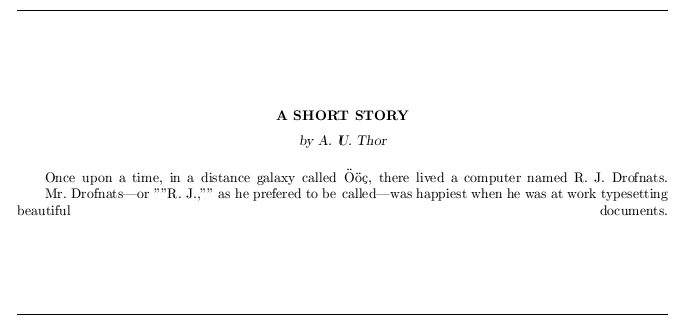 A SHORT STORY
by A. U. Thor
Once upon a time, in a distance galaxy called Ööç, there lived a computer named R. J. Drofnats.
Mr. Drofnats—or ””R. J.,”” as he prefered to be called—was happiest when he was at work typesetting
beautiful documents.